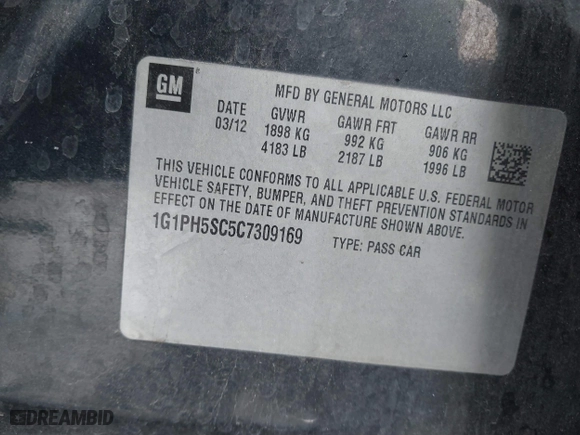 GM
®
MFD BY GENERAL MOTORS LLC
DATE GVWR GAWR FRT GAWR RR
03/12 1898 KG 992 KG 906 KG
4183 LB 2187 LB 1996 LB
THIS VEHICLE CONFORMS TO ALL APPLICABLE U.S. FEDERAL MOTOR
VEHICLE SAFETY, BUMPER, AND THEFT PREVENTION STANDARDS IN
EFFECT ON THE DATE OF MANUFACTURE SHOWN ABOVE.
1G1PH5SC5C7309169 TYPE: PASS CAR
DREAMBID